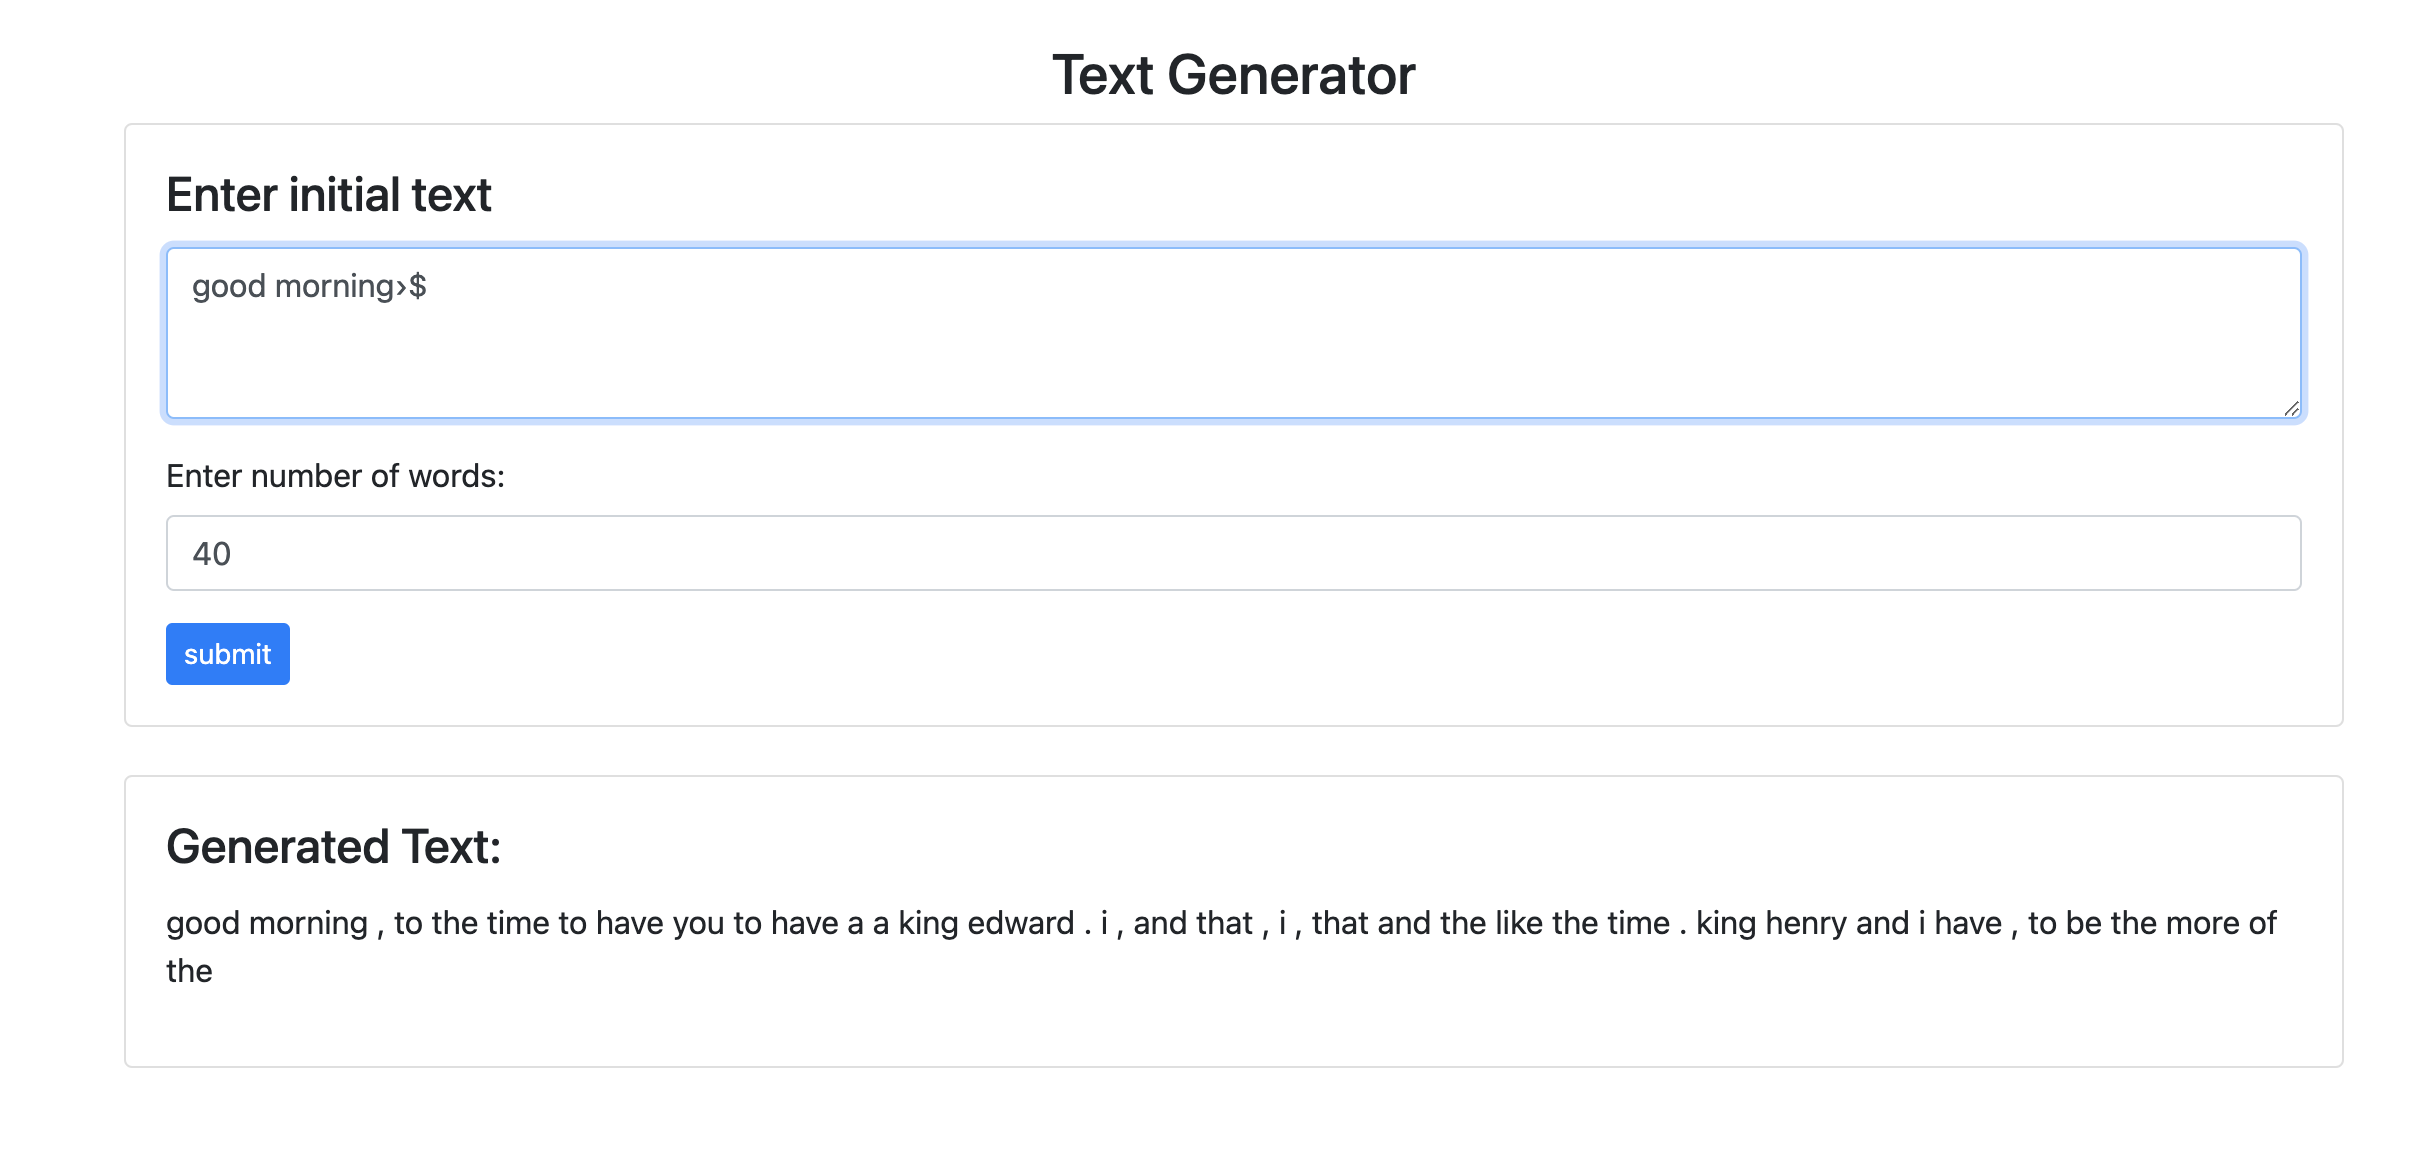 Text Generator
Enter initial text
good morning›$
Enter number of words:
40
submit
Generated Text:
good morning , to the time to have you to have a a king edward . i , and that , i , that and the like the time . king henry and i have , to be the more of
the